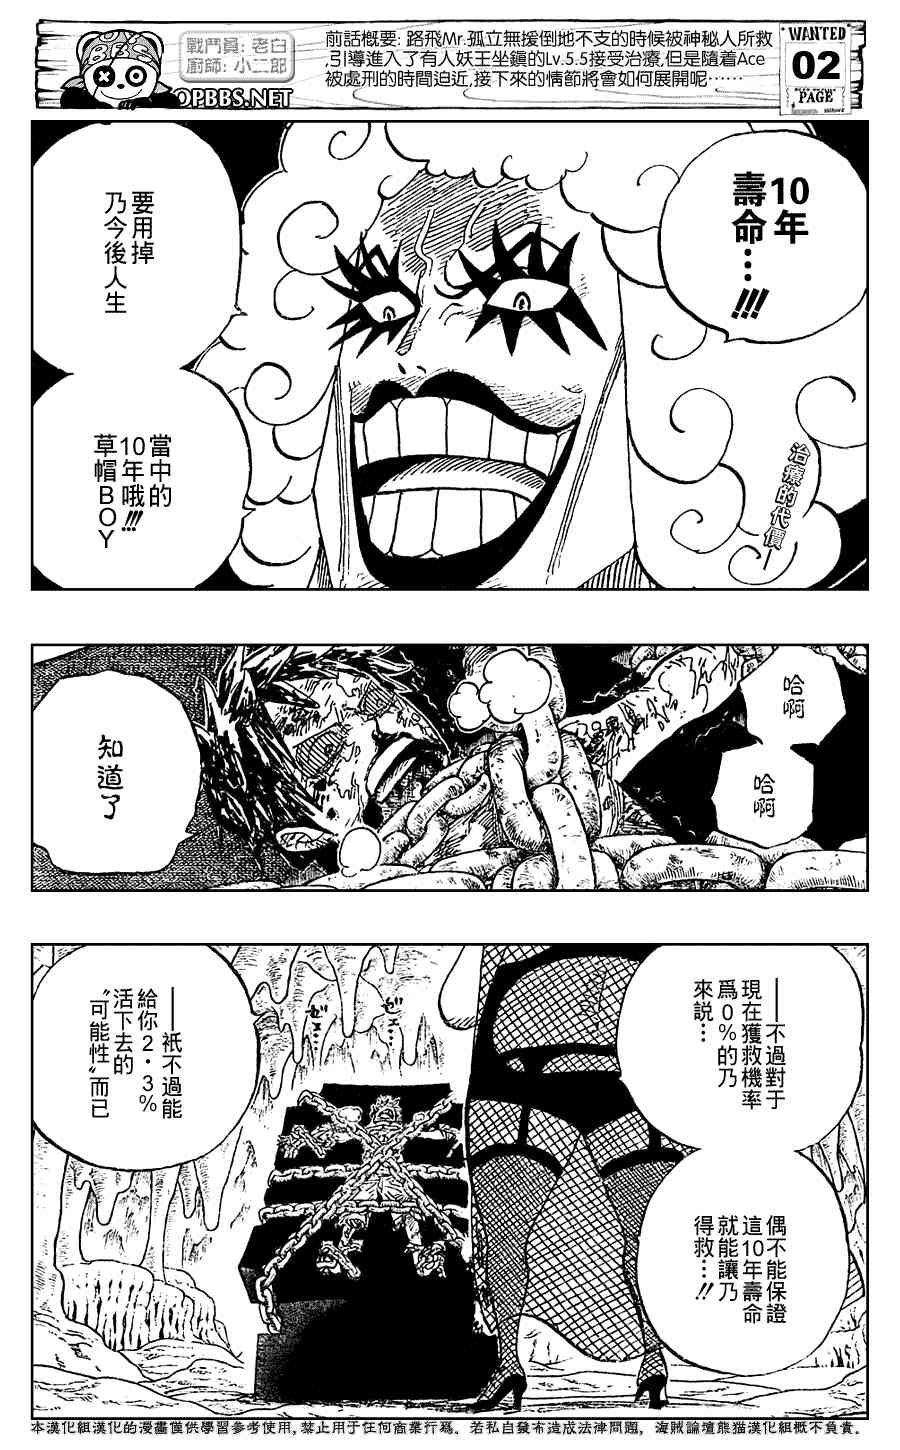 BBS
戰鬥員: 老白
廚師: 小二郎
OPBBS.NET
前話概要: 路飛Mr.孤立無援倒地不支的時候被神秘人所救
,引導進入了有人妖王坐鎮的Lv.5.5接受治療,但是隨着Ace
被處刑的時間迫近,接下來的情節將會如何展開呢……
WANTED
02
PAGE
10年
壽命…!!!
治療的代價—
要用掉
乃今後人生
當中的
10年哦!!!
草帽BOY
哈啊
哈啊
知道了
——不過對于
現在獲救機率
爲0%的乃
來說…
偶不能保證
這10年壽命
就能讓乃
得救…!!
ゼェ…
ゼェ…
——祇不過能
給你2·3%
活下去的
“可能性”而已
本漢化組漢化的漫畫僅供學習參考使用,禁止用于任何商業行爲。若私自發布造成法律問題,海賊論壇熊猫漢化組概不負責。